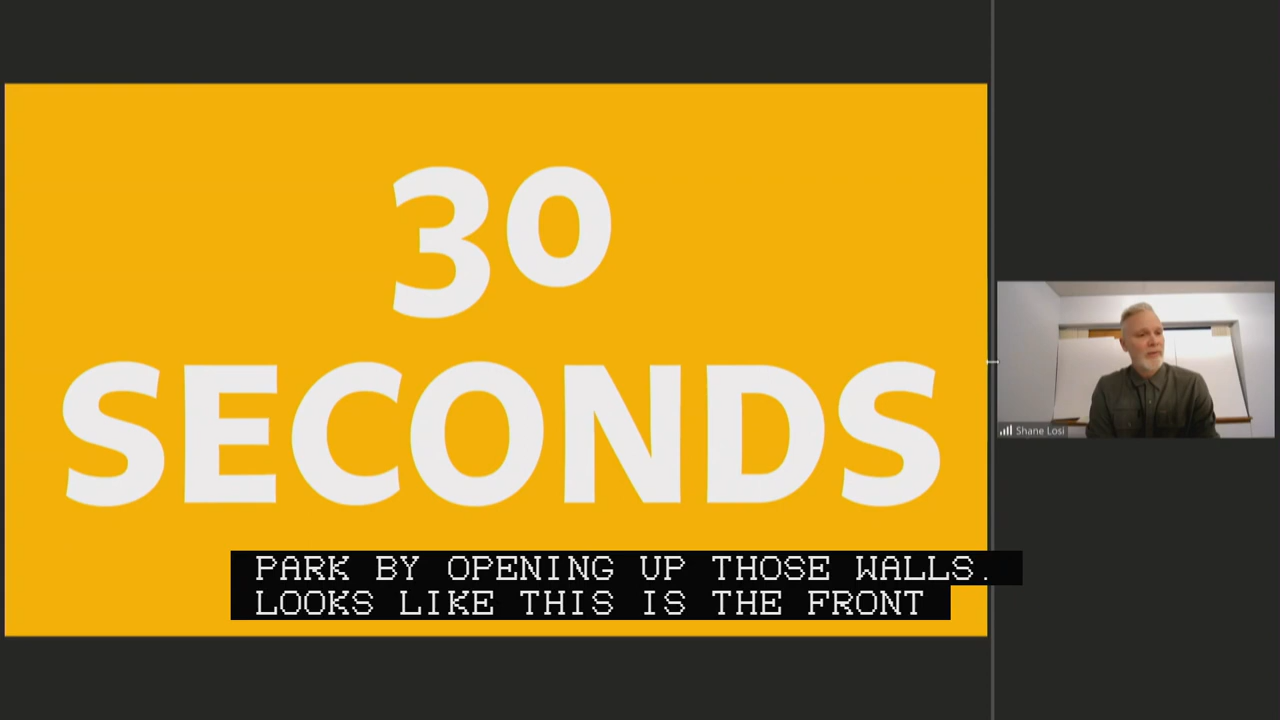 30
SECONDS
PARK BY OPENING UP THOSE WALLS.
LOOKS LIKE THIS IS THE FRONT
Shane Losi